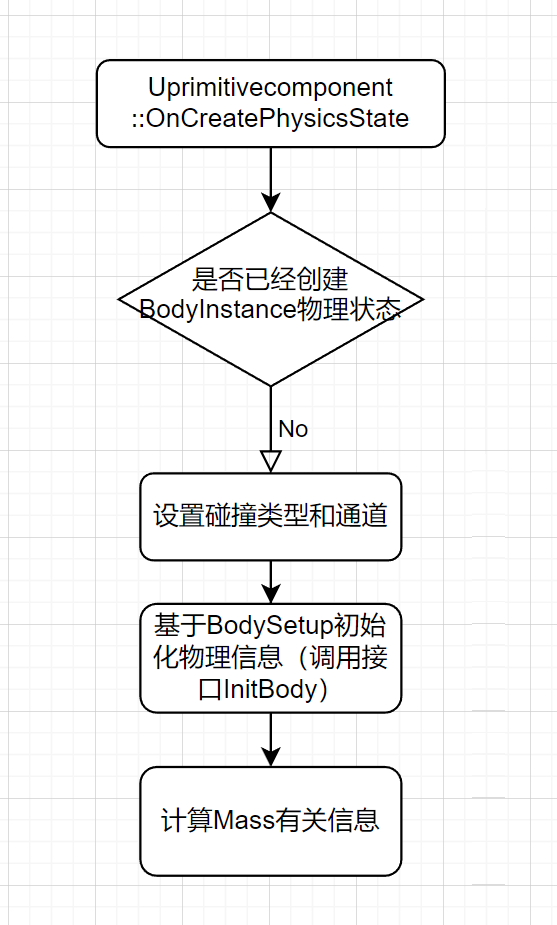 Uprimitivecomponent
::OnCreatePhysicsState
是否已经创建
BodyInstance物理状态
No
设置碰撞类型和通道
基于BodySetup初始
化物理信息（调用接
口InitBody）
计算Mass有关信息